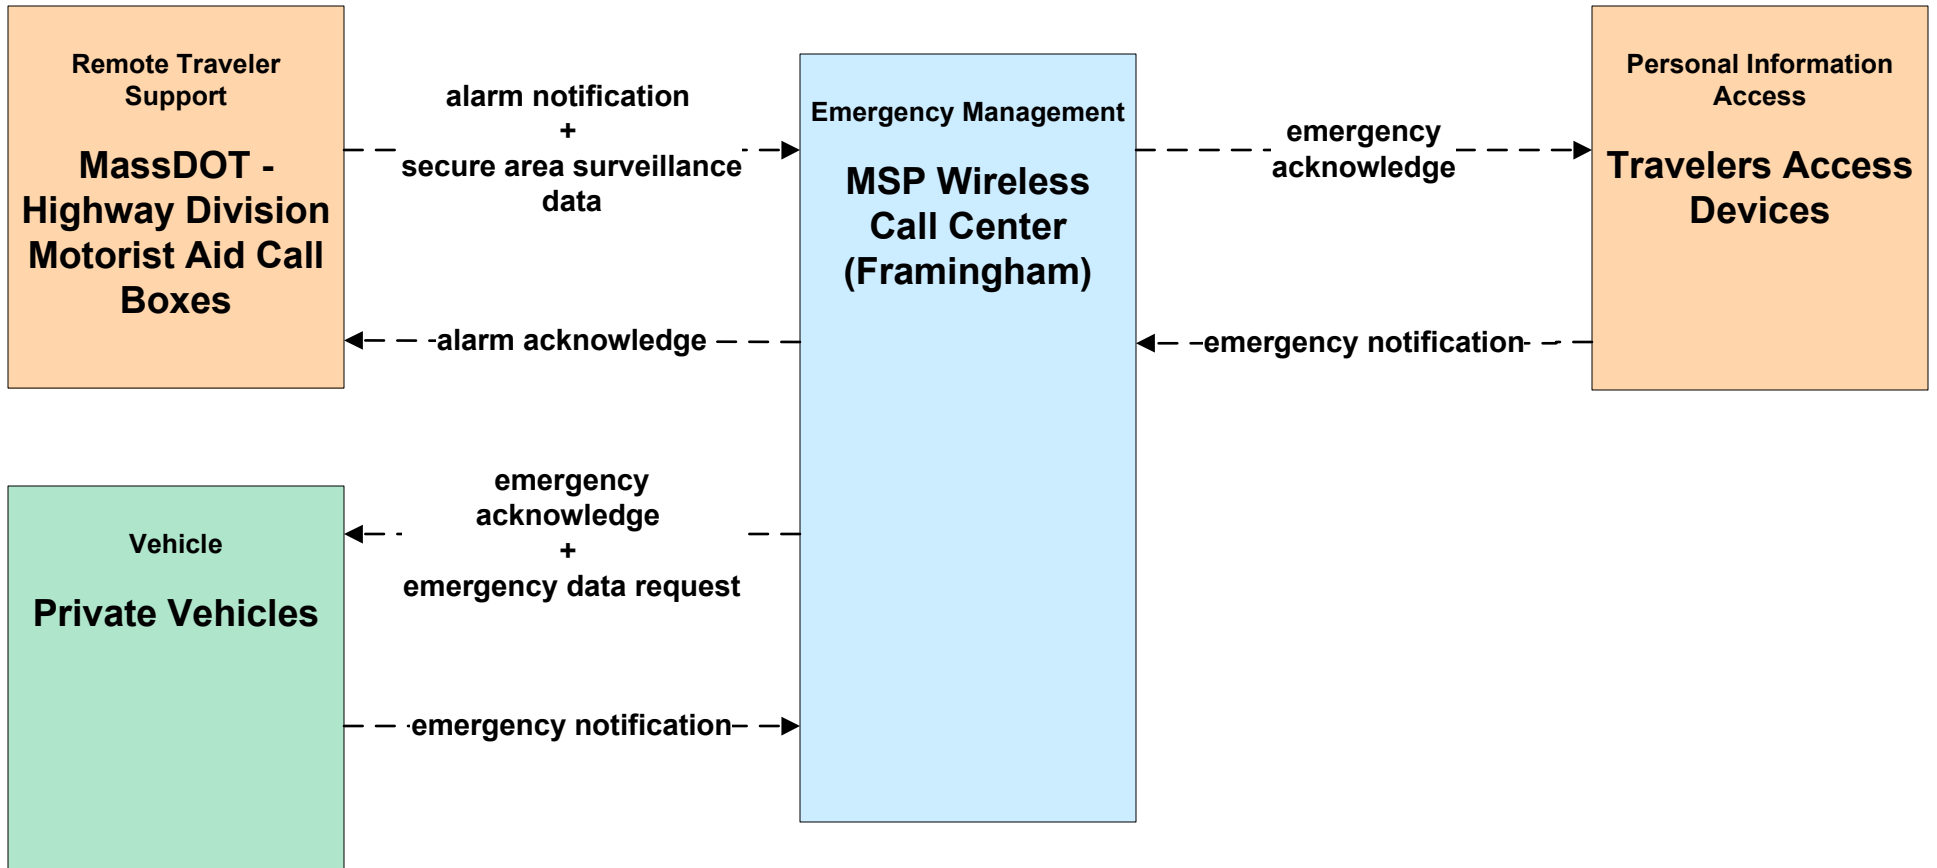 Remote Traveler
Support
MassDOT -
Highway Division
Motorist Aid Call
Boxes
alarm notification
+
secure area surveillance
data
alarm acknowledge
Emergency Management
MSP Wireless
Call Center
(Framingham)
emergency
acknowledge
emergency notification
Personal Information
Access
Travelers Access
Devices
Vehicle
Private Vehicles
emergency
acknowledge
+
emergency data request
emergency notification